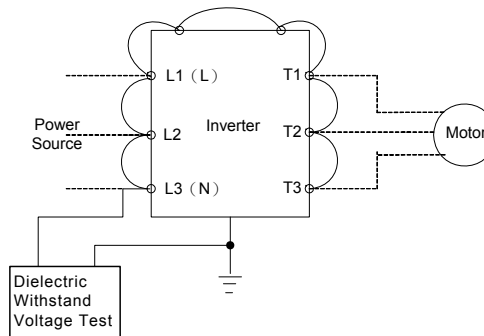 L1（L） T1
Power
Source
L2 Inverter T2 Motor
L3（N） T3
Dielectric
Withstand
Voltage Test